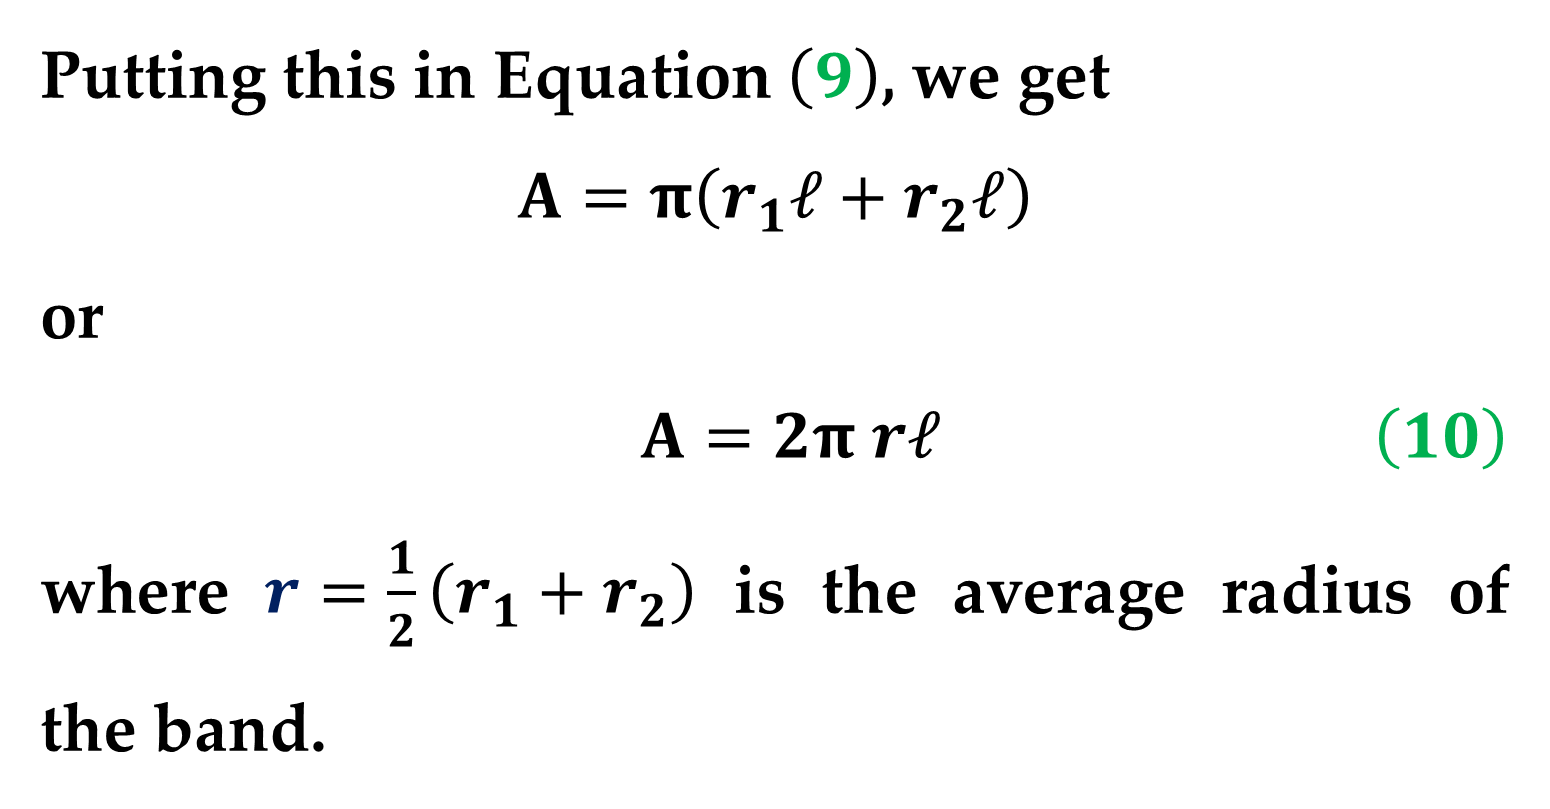 Putting this in Equation (9), we get
A = π(r₁ℓ + r₂ℓ)
or
A = 2π rℓ (10)
where r = ½(r₁ + r₂) is the average radius of
the band.